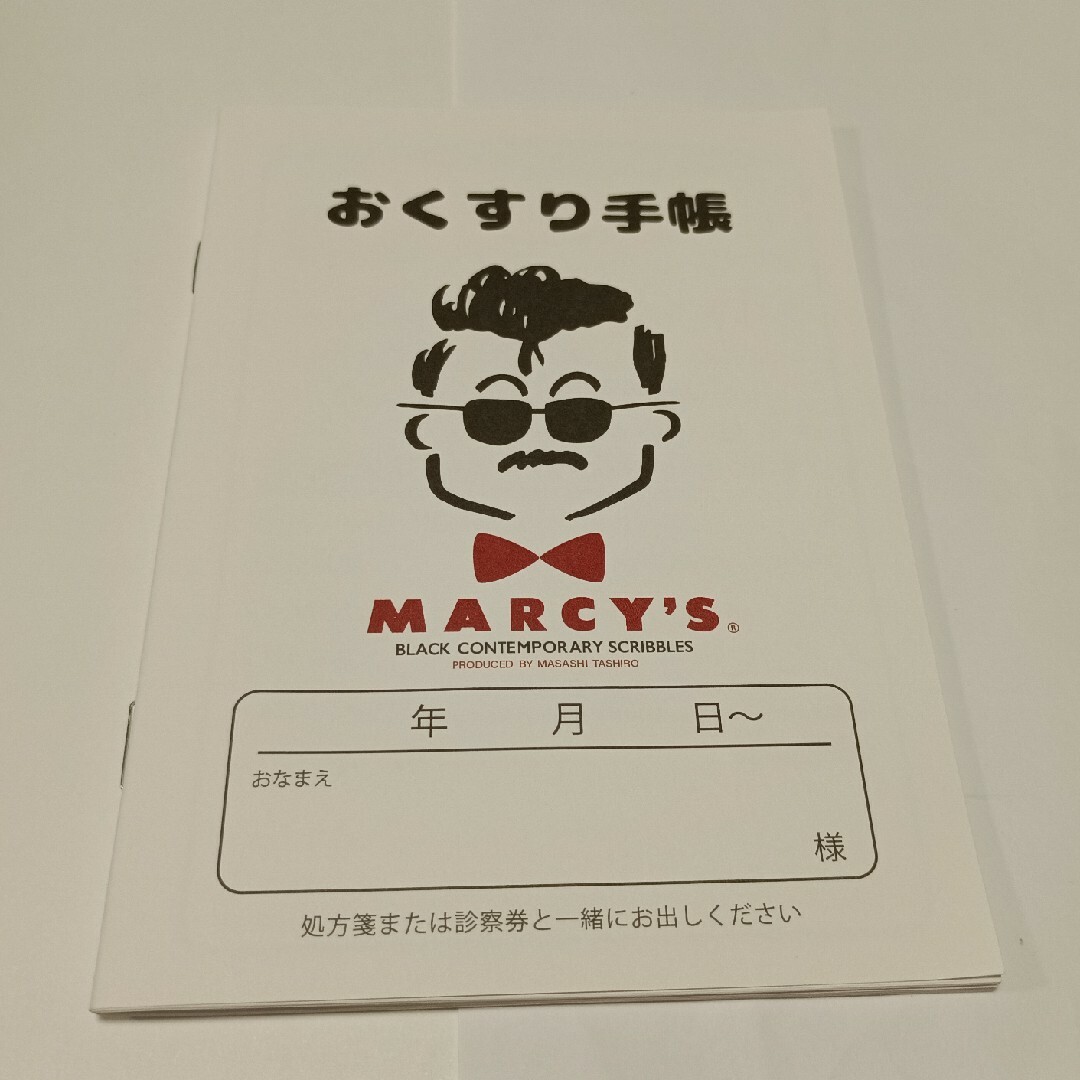 おくすり手帳
MARCY'S®
BLACK CONTEMPORARY SCRIBBLES
PRODUCED BY MASASHI TASHIRO
年 月 日～
おなまえ
様
処方箋または診察券と一緒にお出しください